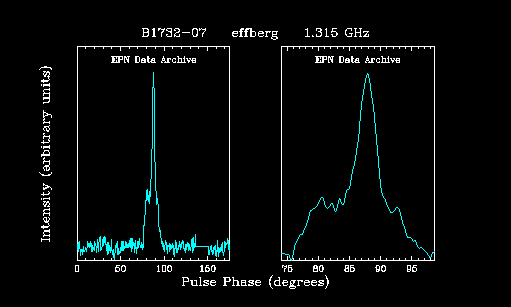 B1732-07 effberg 1.315 GHz
EPN Data Archive EPN Data Archive
Intensity (arbitrary units)
0 50 100 150 75 80 85 90 95
Pulse Phase (degrees)